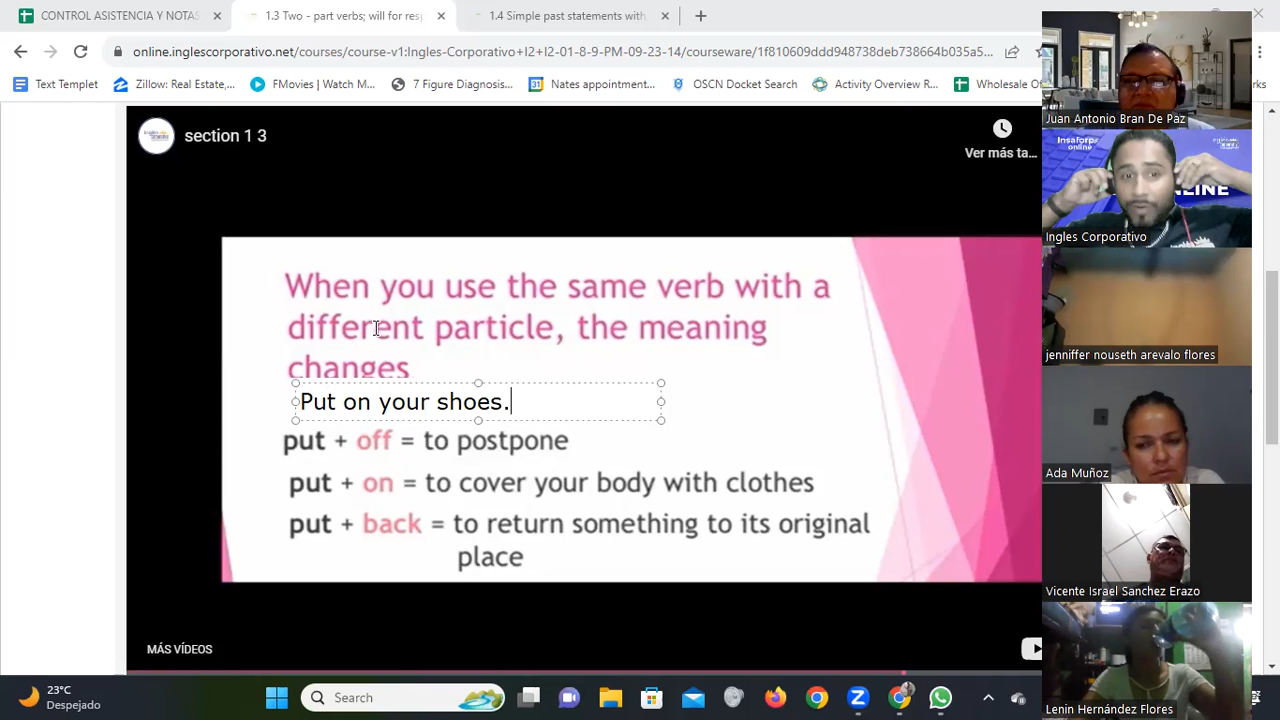 CONTROL ASISTENCIA Y NOTAS
1.3 Two - part verbs; will for resp
1.4 Simple past statements with
online.inglescorporativo.net/courses/course-v1:Ingles-Corporativo+I2+I2-01-8-9-PM-09-23-14/courseware/1f810609ddd948738deb738664b035a5...
Text Templet
Zillow: Real Estate,...
FMovies | Watch M...
7 Figure Dialogisit...
31
Nates appointment...
OSCN Docket Search
Activity Overview R...
Wholesale O
section 1 3
Ver más ta...
When you use the same verb with a
different particle, the meaning
changes
Put on your shoes.
put + off = to postpone
put + on = to cover your body with clothes
put + back = to return something to its original
place
MÁS VÍDEOS
23°C
Despejado
Search
Juan Antonio Bran De Paz
Insaforp
online
NLINE
Ingles Corporativo
jenniffer nouseth arevalo flores
Ada Muñoz
Vicente Israel Sanchez Erazo
Lenin Hernández Flores